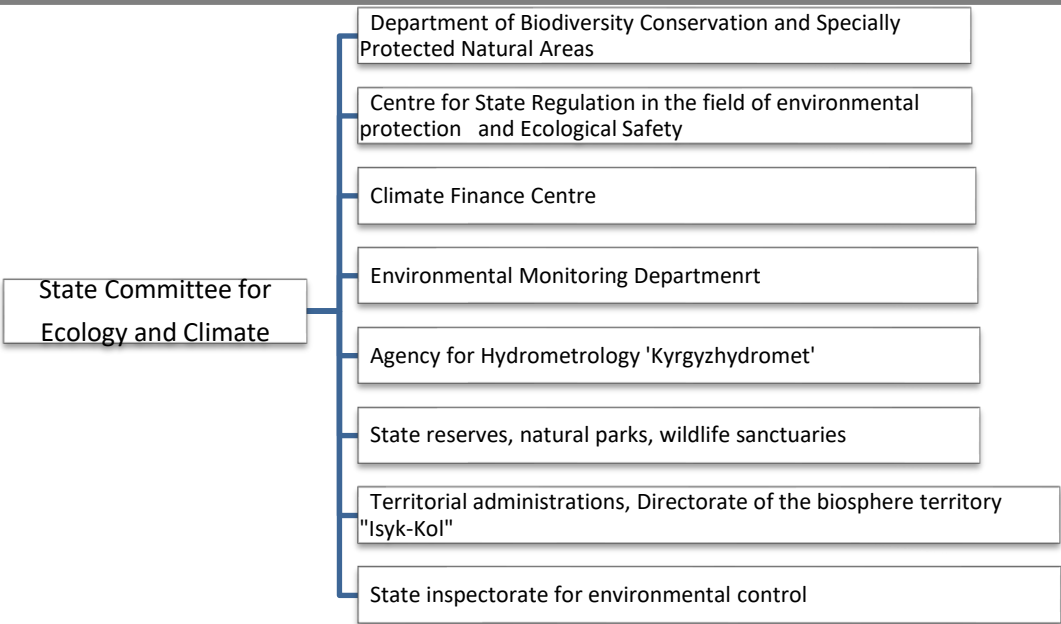 Department of Biodiversity Conservation and Specially
Protected Natural Areas
Centre for State Regulation in the field of environmental
protection and Ecological Safety
Climate Finance Centre
Environmental Monitoring Departmenrt
State Committee for
Ecology and Climate
Agency for Hydrometrology 'Kyrgyzhydromet'
State reserves, natural parks, wildlife sanctuaries
Territorial administrations, Directorate of the biosphere territory
"Isyk-Kol"
State inspectorate for environmental control